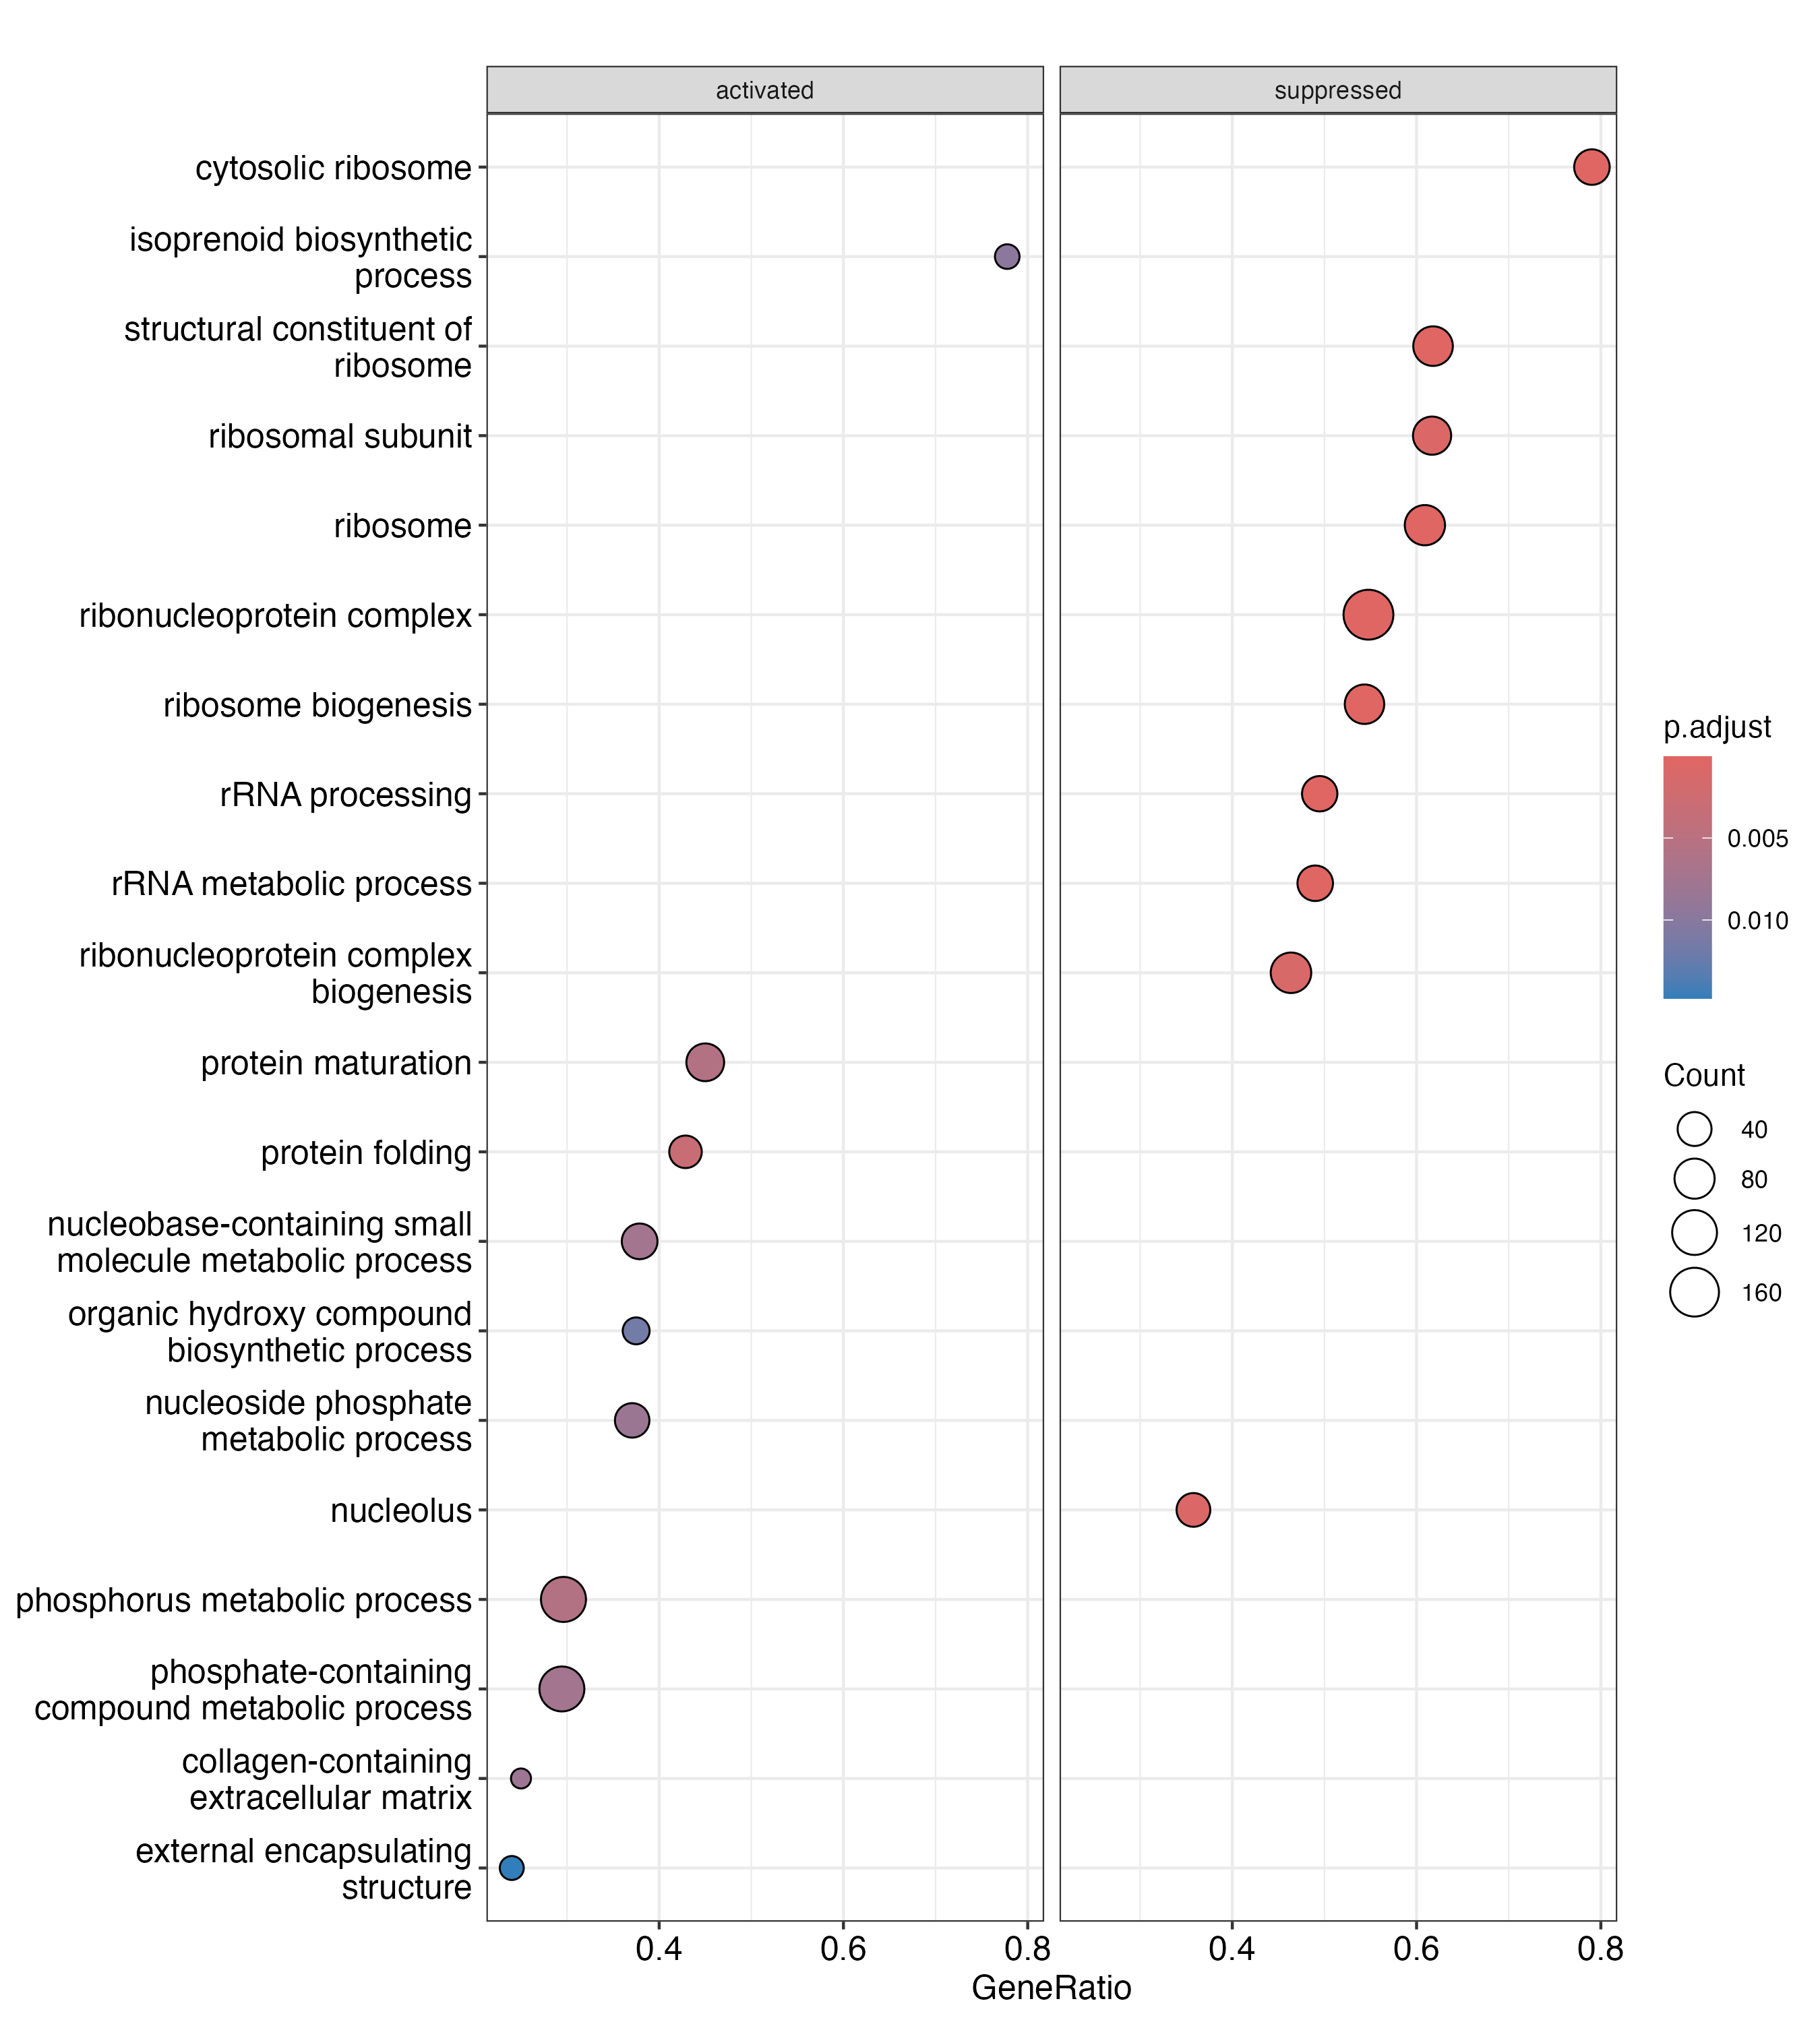 activated
suppressed
cytosolic ribosome
isoprenoid biosynthetic
process
structural constituent of
ribosome
ribosomal subunit
ribosome
ribonucleoprotein complex
ribosome biogenesis
rRNA processing
rRNA metabolic process
ribonucleoprotein complex
biogenesis
protein maturation
protein folding
nucleobase-containing small
molecule metabolic process
organic hydroxy compound
biosynthetic process
nucleoside phosphate
metabolic process
nucleolus
phosphorus metabolic process
phosphate-containing
compound metabolic process
collagen-containing
extracellular matrix
external encapsulating
structure
0.4 0.6 0.8
0.4 0.6 0.8
GeneRatio
p.adjust
0.005
0.010
Count
40
80
120
160